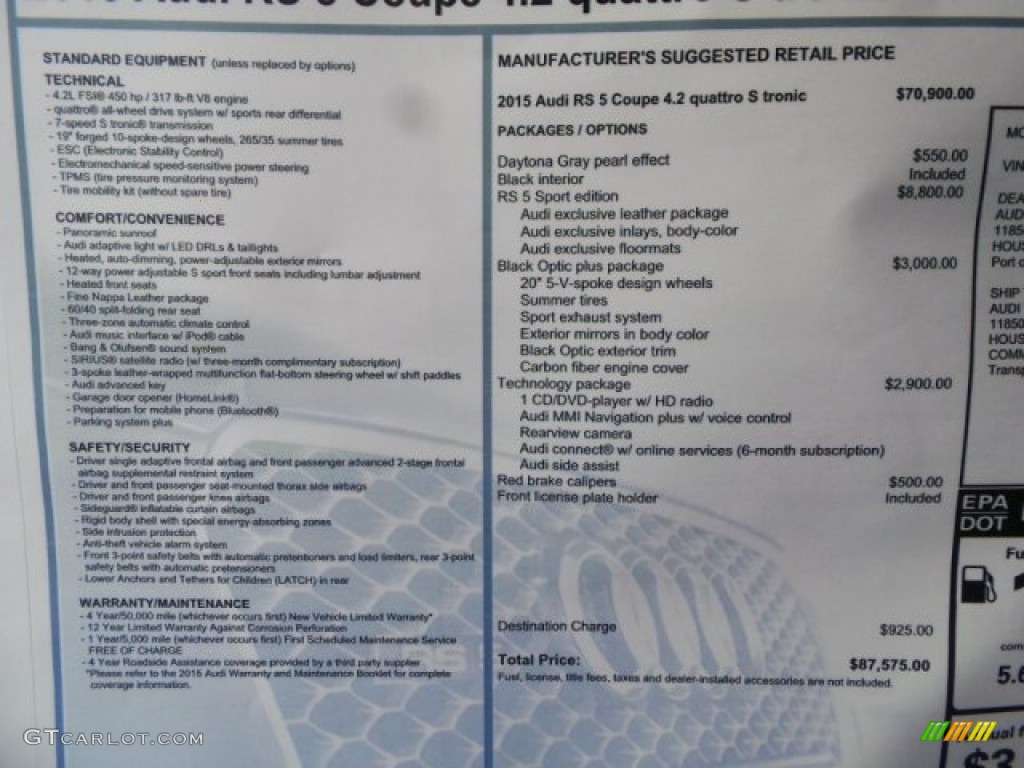 STANDARD EQUIPMENT (unless replaced by options)
TECHNICAL
- 4.2L FSI® 450 hp / 317 lb-ft V8 engine
- quattro® all-wheel drive system w/ sports rear differential
- 7-speed S tronic® transmission
- 19" forged 10-spoke-design wheels, 265/35 summer tires
- ESC (Electronic Stability Control)
- Electromechanical speed-sensitive power steering
- TPMS (tire pressure monitoring system)
- Tire mobility kit (without spare tire)
COMFORT/CONVENIENCE
- Panoramic sunroof
- Audi adaptive light w/ LED DRLs & taillights
- Heated, auto-dimming, power-adjustable exterior mirrors
- 12-way power adjustable S sport front seats including lumbar adjustment
- Heated front seats
- Fine Nappa Leather package
- 60/40 split-folding rear seat
- Three-zone automatic climate control
- Audi music interface w/ iPod® cable
- Bang & Olufsen® sound system
- SIRIUS® satellite radio (w/ three-month complimentary subscription)
- 3-spoke leather-wrapped multifunction flat-bottom steering wheel w/ shift paddles
- Audi advanced key
- Garage door opener (HomeLink®)
- Preparation for mobile phone (Bluetooth®)
- Parking system plus
SAFETY/SECURITY
- Driver single adaptive frontal airbag and front passenger advanced 2-stage frontal
airbag supplemental restraint system
- Driver and front passenger seat-mounted thorax side airbags
- Driver and front passenger knee airbags
- Sideguard® inflatable curtain airbags
- Rigid body shell with special energy-absorbing zones
- Side intrusion protection
- Anti-theft vehicle alarm system
- Front 3-point safety belts with automatic pretentioners and load limiters, rear 3-point
safety belts with automatic pretensioners
- Lower Anchors and Tethers for Children (LATCH) in rear
WARRANTY/MAINTENANCE
- 4 Year/50,000 mile (whichever occurs first) New Vehicle Limited Warranty*
- 12 Year Limited Warranty Against Corrosion Perforation
- 1 Year/5,000 mile (whichever occurs first) First Scheduled Maintenance Service
FREE OF CHARGE
- 4 Year Roadside Assistance coverage provided by a third party supplier
*Please refer to the 2015 Audi Warranty and Maintenance Booklet for complete
coverage information.
MANUFACTURER'S SUGGESTED RETAIL PRICE
2015 Audi RS 5 Coupe 4.2 quattro S tronic $70,900.00
PACKAGES / OPTIONS
Daytona Gray pearl effect $550.00
Black interior Included
RS 5 Sport edition $8,800.00
Audi exclusive leather package
Audi exclusive inlays, body-color
Audi exclusive floormats
Black Optic plus package $3,000.00
20" 5-V-spoke design wheels
Summer tires
Sport exhaust system
Exterior mirrors in body color
Black Optic exterior trim
Carbon fiber engine cover
Technology package $2,900.00
1 CD/DVD-player w/ HD radio
Audi MMI Navigation plus w/ voice control
Rearview camera
Audi connect® w/ online services (6-month subscription)
Audi side assist
Red brake calipers $500.00
Front license plate holder Included
Destination Charge $925.00
Total Price: $87,575.00
Fuel, license, title fees, taxes and dealer-installed accessories are not included.
VIN
DEA
AUD
1185
HOUS
Port o
SHIP
AUDI
11850
HOUS
COMM
Transp
EPA
DOT
Fu
com
5.6
$3
GTCARLOT.COM